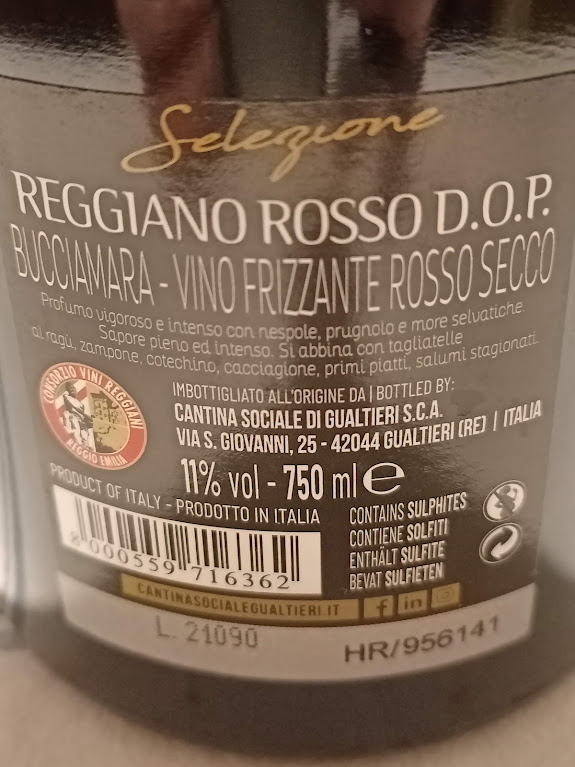 Selezione
REGGIANO ROSSO D.O.P.
BUCCIAMARA - VINO FRIZZANTE ROSSO SECCO
Profumo vigoroso e intenso con nespole, prugnolo e more selvatiche.
Sapore pieno ed intenso. Si abbina con tagliatelle
al ragù, zampone, cotechino, cacciagione, primi piatti, salumi stagionati.
CONSORZIO VINI REGGIANI
REGGIO EMILIA
IMBOTTIGLIATO ALL'ORIGINE DA | BOTTLED BY:
CANTINA SOCIALE DI GUALTIERI S.C.A.
VIA S. GIOVANNI, 25 - 42044 GUALTIERI (RE) | ITALIA
11% vol - 750 ml e
PRODUCT OF ITALY - PRODOTTO IN ITALIA
CONTAINS SULPHITES
CONTIENE SOLFITI
ENTHÄLT SULFITE
BEVAT SULFIETEN
8 000559 716362
CANTINASOCIALEGUALTIERI.IT f in
L. 21090
HR/956141